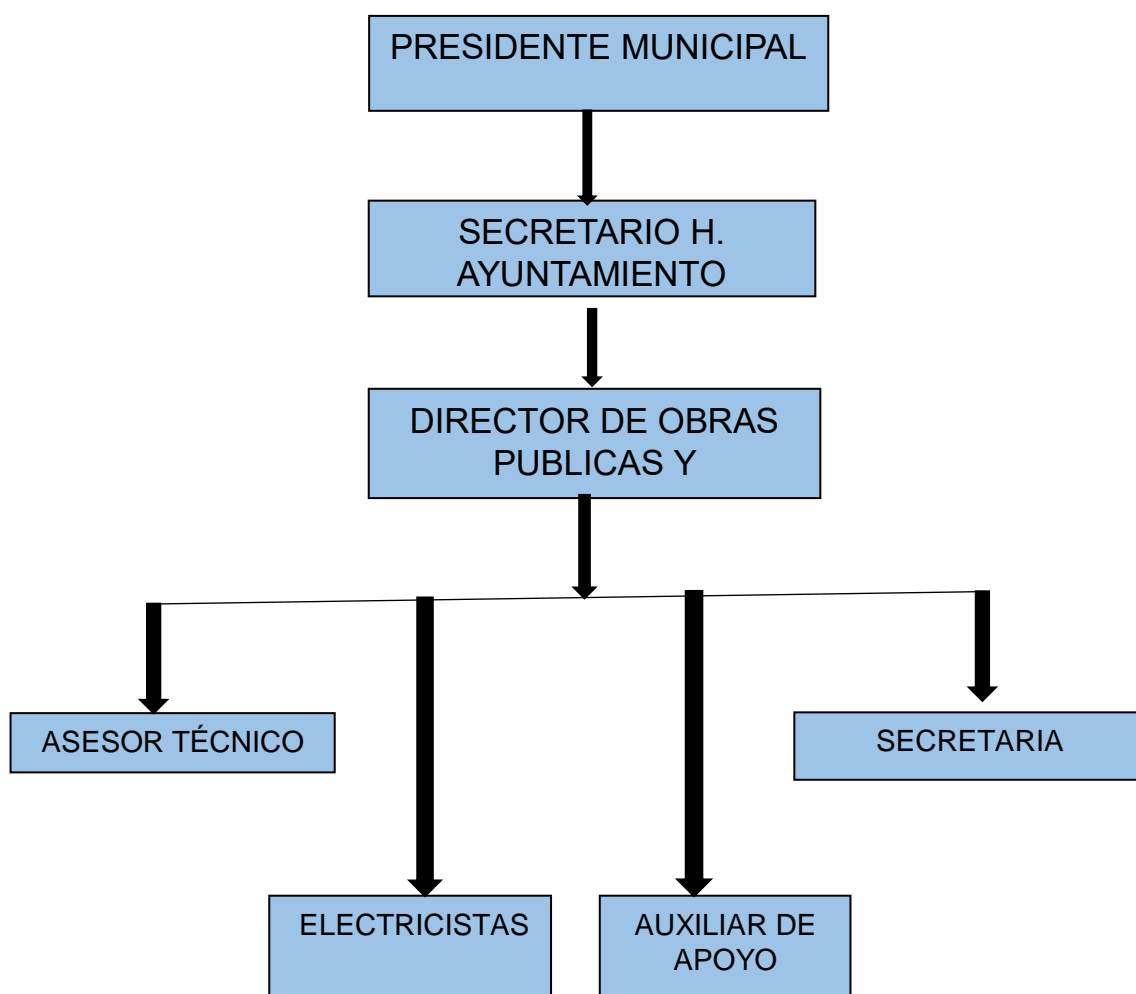 PRESIDENTE MUNICIPAL
SECRETARIO H.
AYUNTAMIENTO
DIRECTOR DE OBRAS
PUBLICAS Y
ASESOR TÉCNICO
SECRETARIA
ELECTRICISTAS
AUXILIAR DE
APOYO